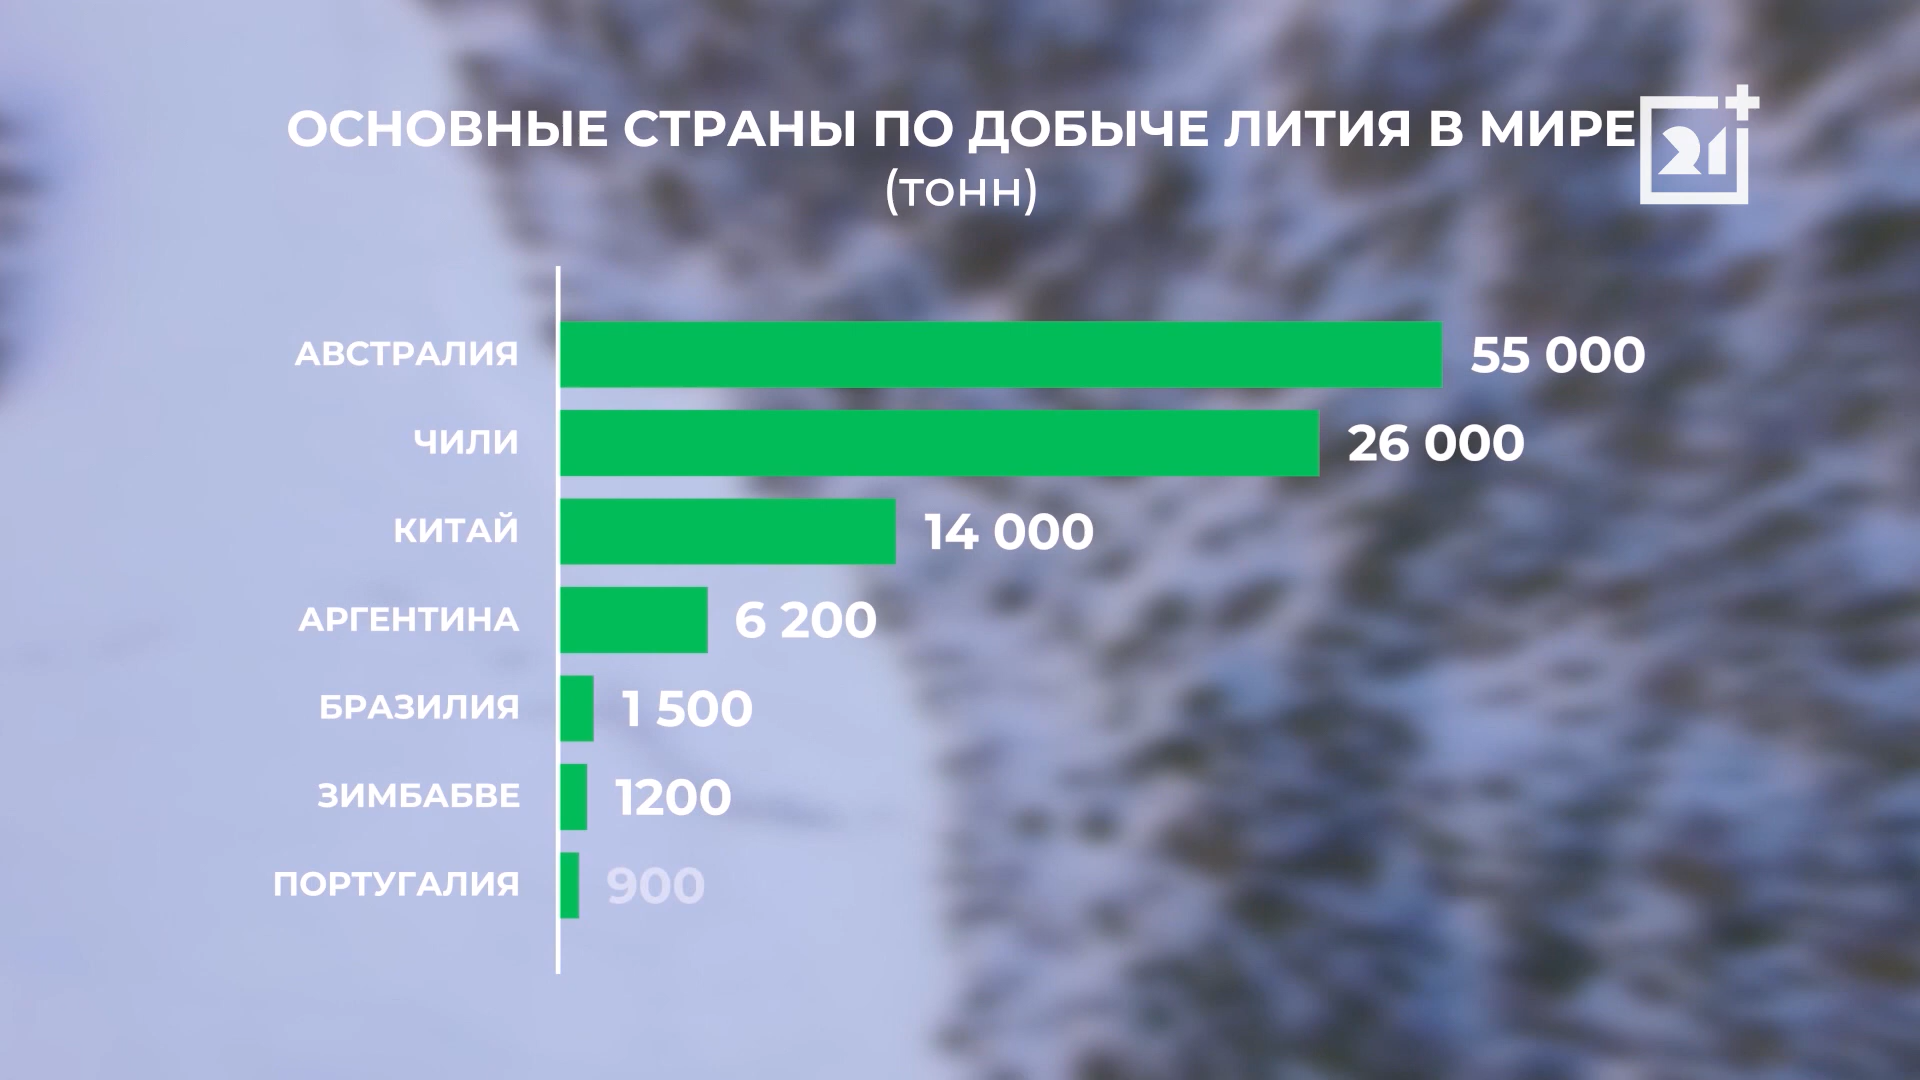 ОСНОВНЫЕ СТРАНЫ ПО ДОБЫЧЕ ЛИТИЯ В МИРЕ
(тонн)
21+
АВСТРАЛИЯ 55 000
ЧИЛИ 26 000
КИТАЙ 14 000
АРГЕНТИНА 6 200
БРАЗИЛИЯ 1 500
ЗИМБАБВЕ 1200
ПОРТУГАЛИЯ 900